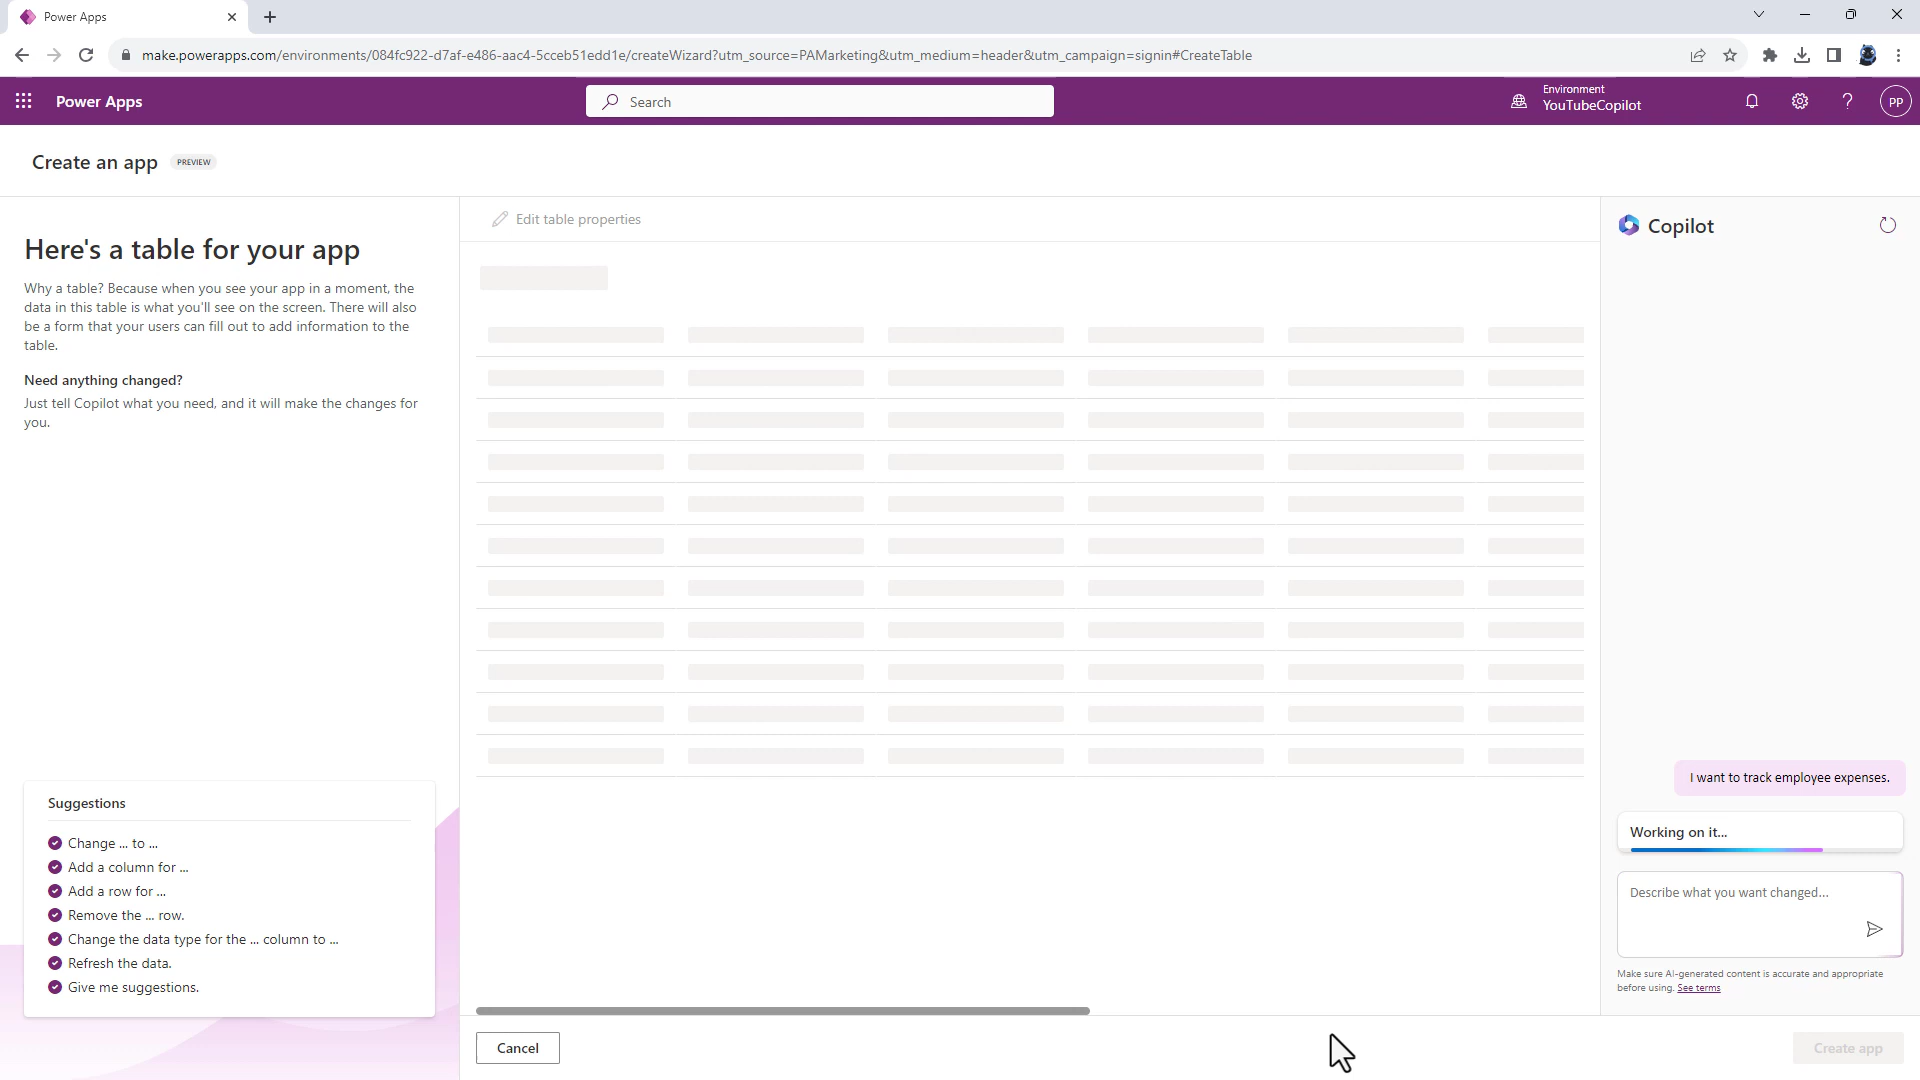 Power Apps
make.powerapps.com/environments/084fc922-d7af-e486-aac4-5cceb51edd1e/createWizard?utm_source=PAMarketing&utm_medium=header&utm_campaign=signin#CreateTable
Power Apps
Search
Environment
YouTubeCopilot
?
PP
Create an app PREVIEW
Here's a table for your app
Why a table? Because when you see your app in a moment, the
data in this table is what you'll see on the screen. There will also
be a form that your users can fill out to add information to the
table.
Need anything changed?
Just tell Copilot what you need, and it will make the changes for
you.
Suggestions
Change ... to ...
Add a column for ...
Add a row for ...
Remove the ... row.
Change the data type for the ... column to ...
Refresh the data.
Give me suggestions.
Edit table properties
Cancel
Copilot
I want to track employee expenses.
Working on it...
Describe what you want changed...
Make sure AI-generated content is accurate and appropriate
before using. See terms
Create app